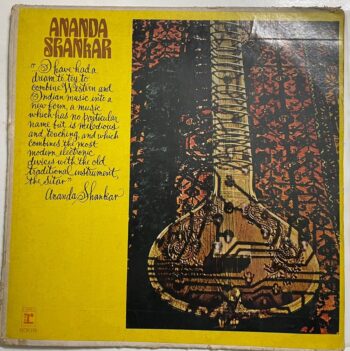 ANANDA
SHANKAR
"I have had a
dream to try to
combine Western and
Indian music into a
new form, a music
which has no particular
name but is melodious
and touching, and which
combines the most
modern electronic
devices with the old
traditional instrument,
the sitar"
Ananda Shankar